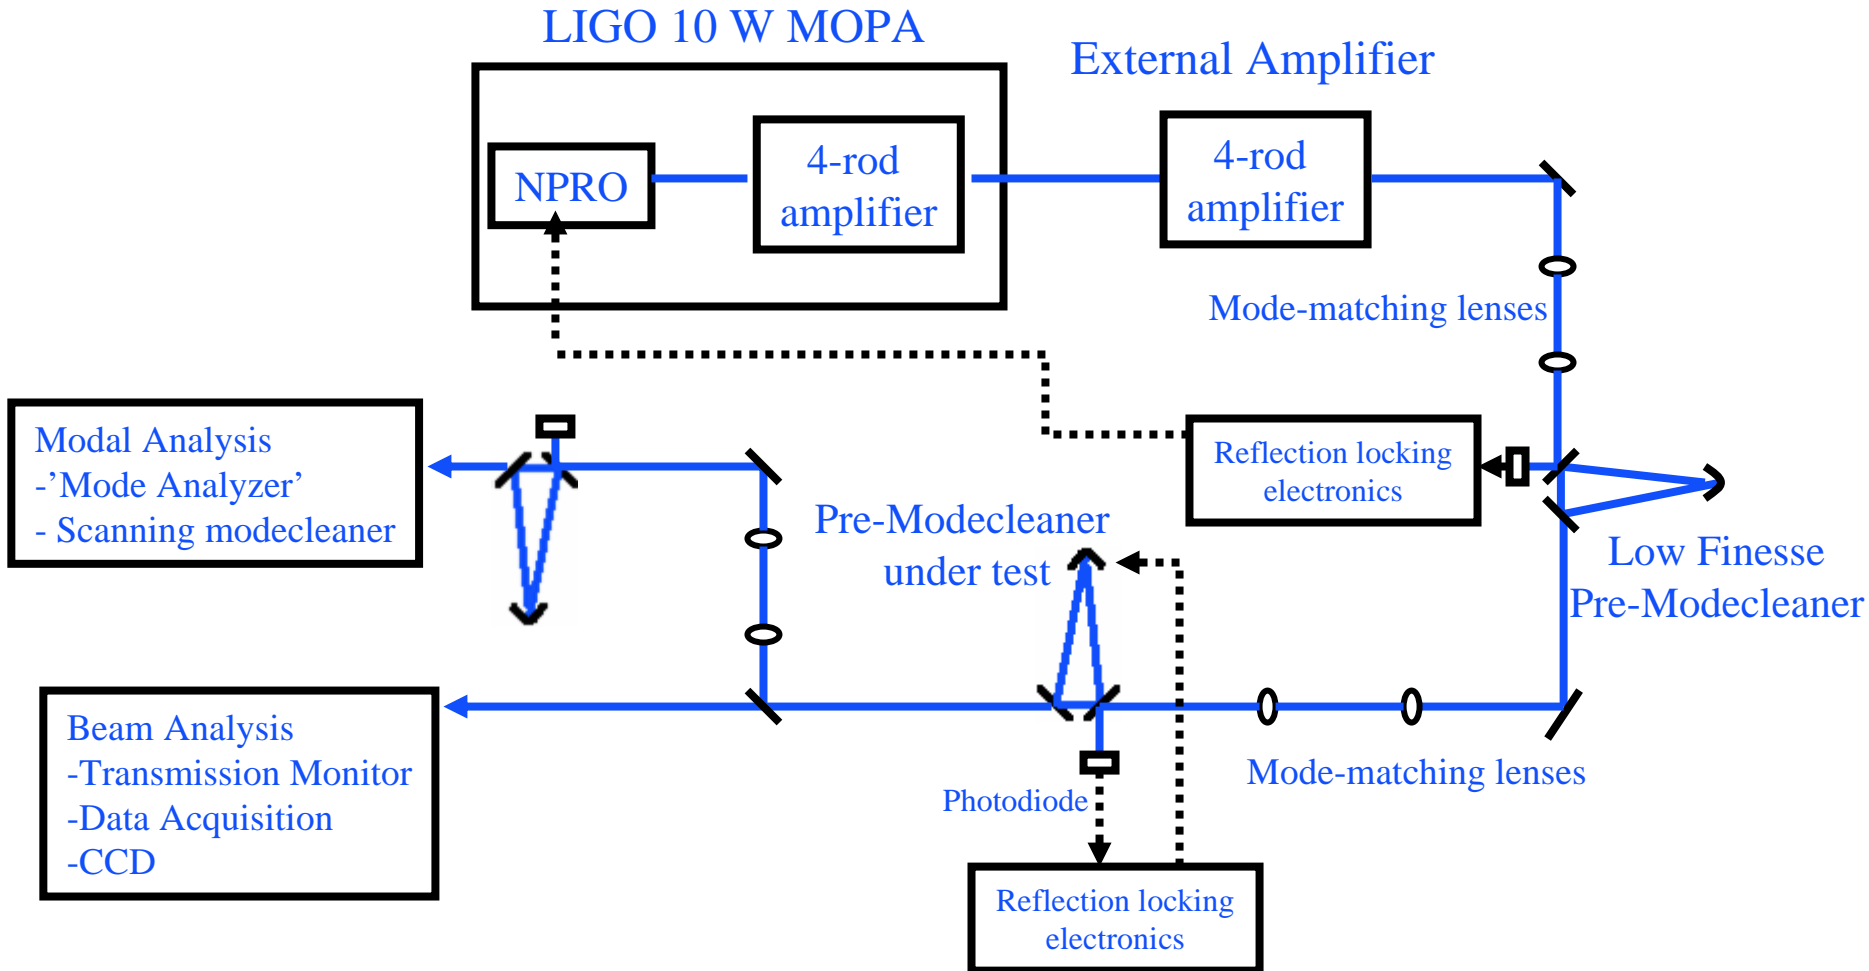 LIGO 10 W MOPA
External Amplifier
NPRO
4-rod
amplifier
4-rod
amplifier
Mode-matching lenses
Modal Analysis
-’Mode Analyzer’
- Scanning modecleaner
Reflection locking
electronics
Pre-Modecleaner
under test
Low Finesse
Pre-Modecleaner
Beam Analysis
-Transmission Monitor
-Data Acquisition
-CCD
Mode-matching lenses
Photodiode
Reflection locking
electronics